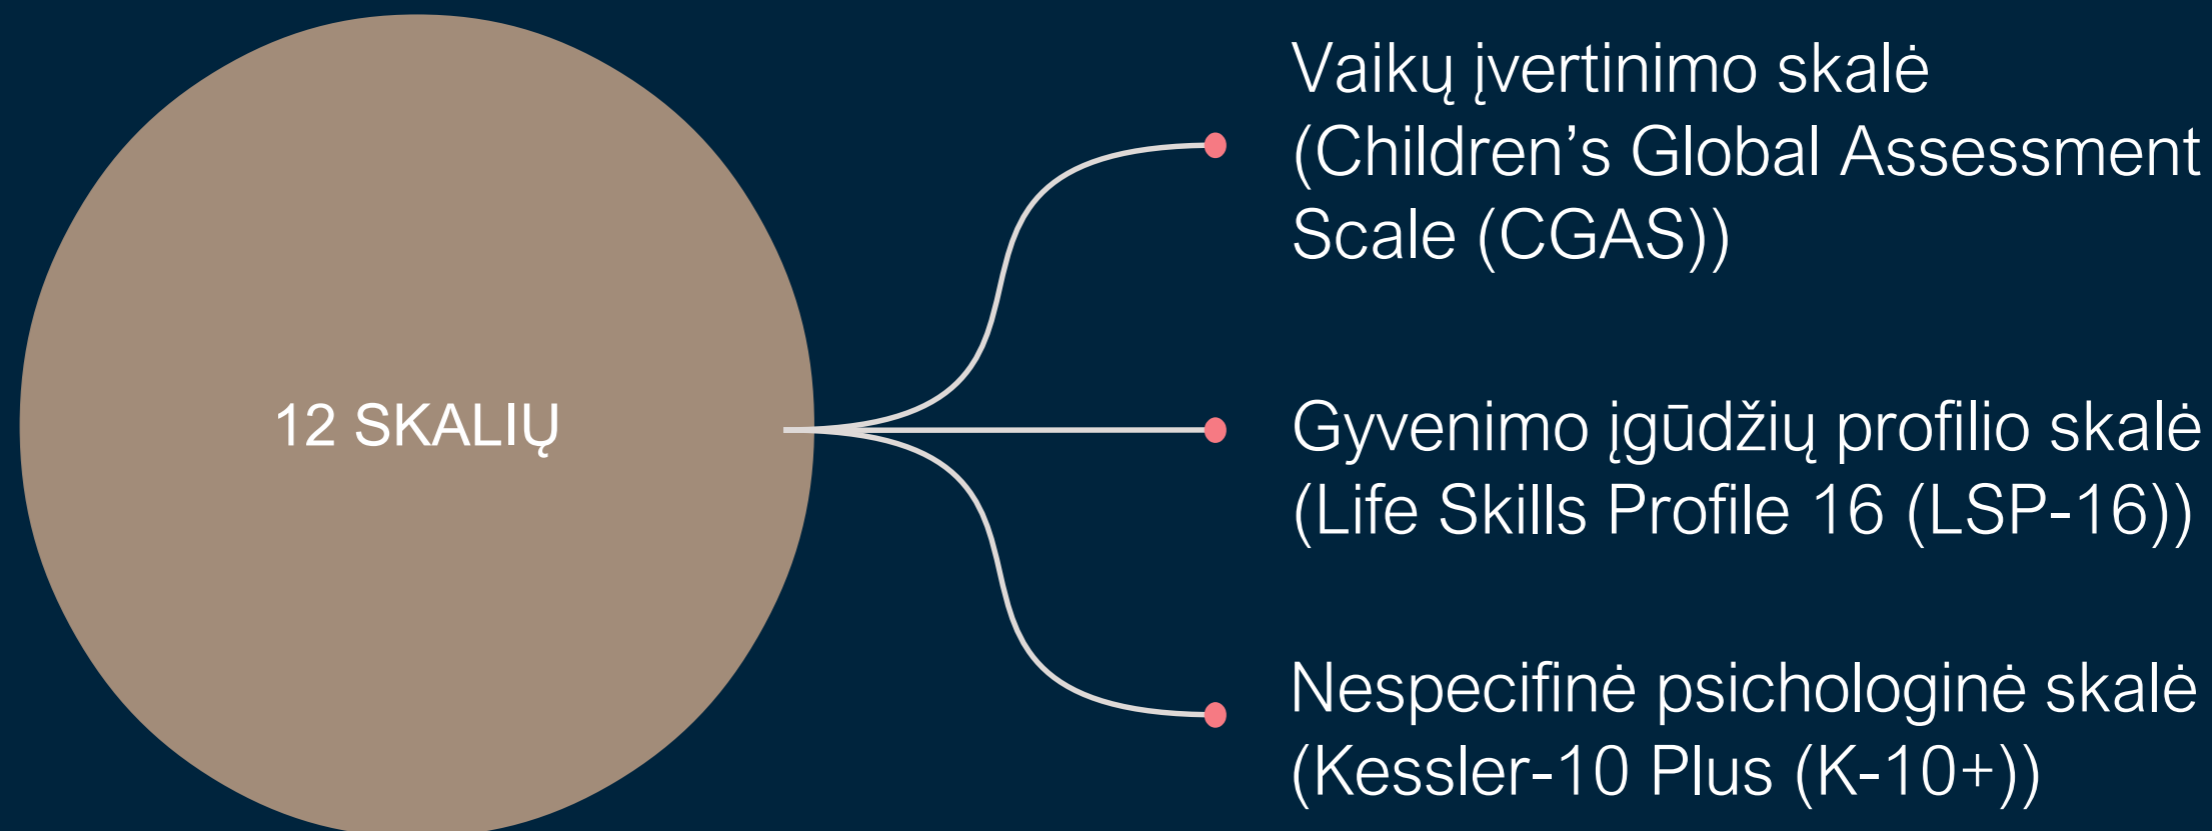 12 SKALIŲ
Vaikų įvertinimo skalė
(Children’s Global Assessment
Scale (CGAS))
Gyvenimo įgūdžių profilio skalė
(Life Skills Profile 16 (LSP-16))
Nespecifinė psichologinė skalė
(Kessler-10 Plus (K-10+))